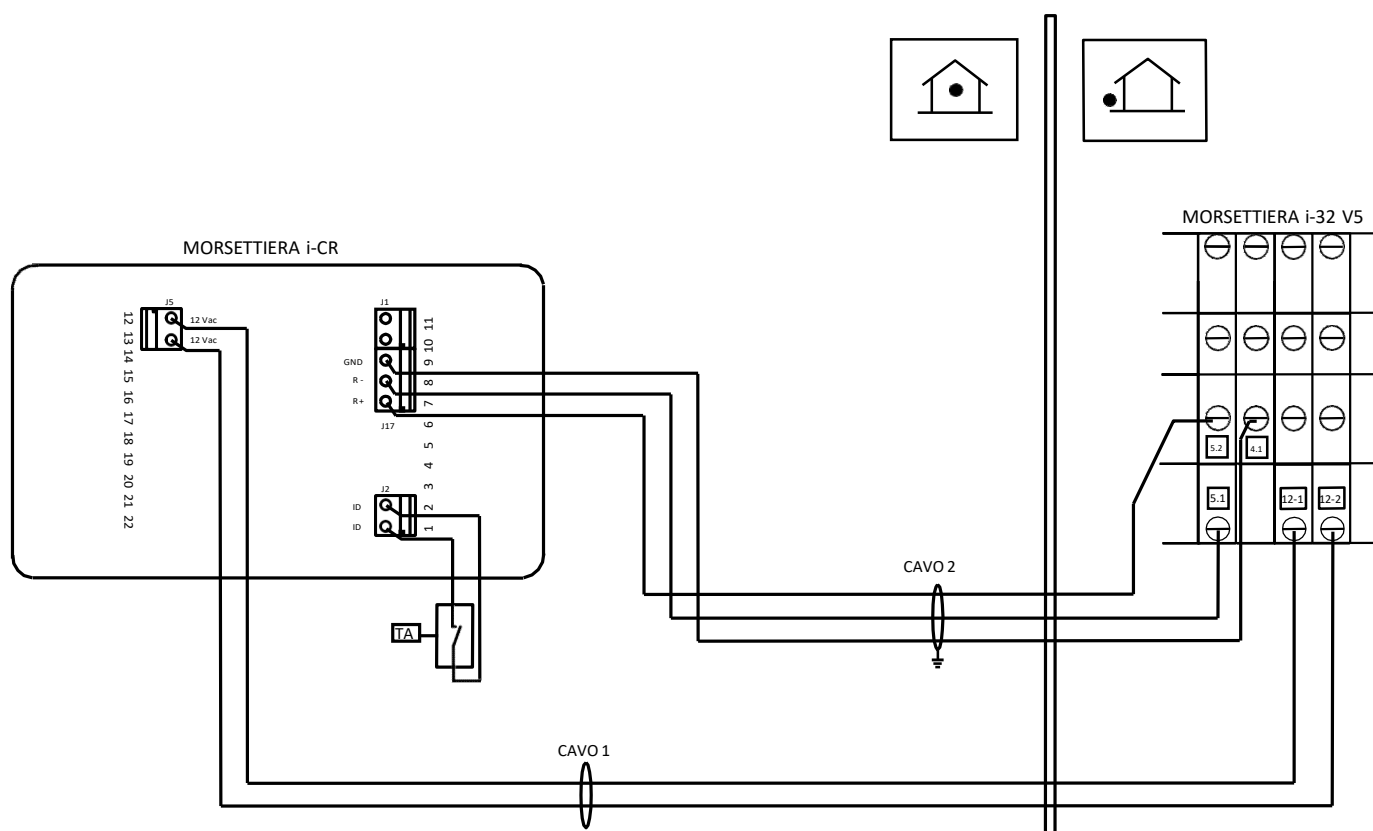 MORSETTIERA i-32 V5
MORSETTIERA i-CR
J5
J1
12 Vac
12 Vac
12
13
14
15
16
17
18
19
20
21
22
11
10
9
8
7
6
5
4
3
2
1
GND
R -
R+
J17
J2
ID
ID
TA
5.2
4.1
5.1
12-1
12-2
CAVO 2
CAVO 1